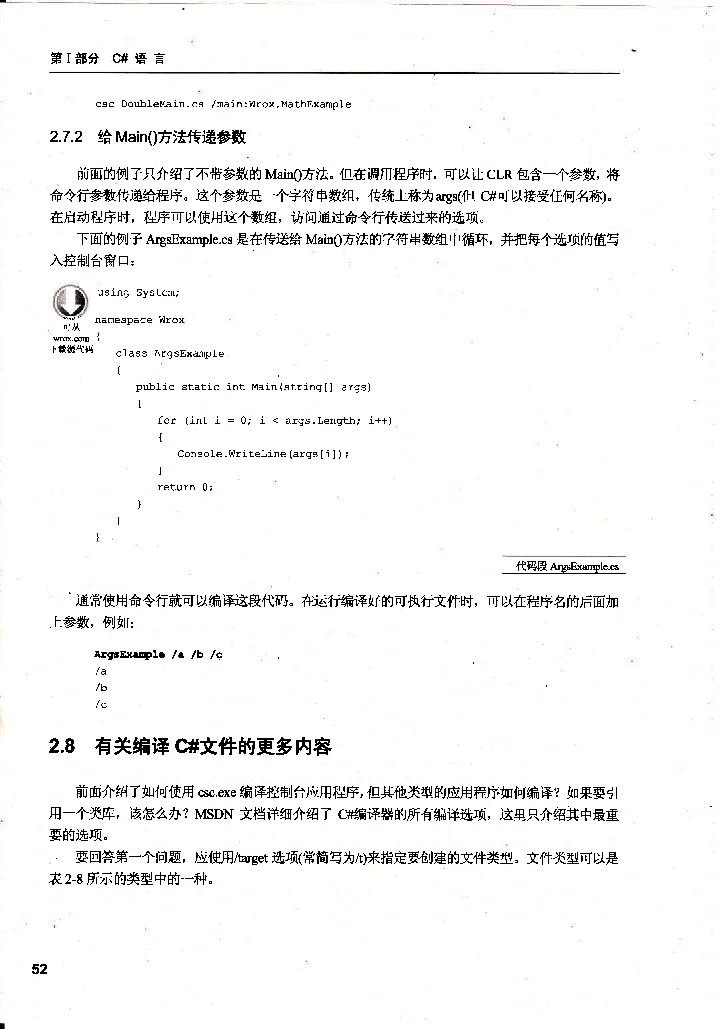 第Ⅰ部分 C# 语 言
csc DoubleMain.cs /main:Wrox.MathExample
2.7.2 给 Main()方法传递参数
前面的例子只介绍了不带参数的 Main()方法。但在调用程序时，可以让 CLR 包含一个参数，将
命令行参数传递给程序。这个参数是一个字符串数组，传统上称为 args(但 C#可以接受任何名称)。
在启动程序时，程序可以使用这个数组，访问通过命令行传送过来的选项。
下面的例子 ArgsExample.cs 是在传送给 Main()方法的字符串数组中循环，并把每个选项的值写
入控制台窗口：
using System;
namespace Wrox
可从
wrox.com
下载源代码
{
class ArgsExample
{
public static int Main(string[] args)
{
for (int i = 0; i < args.Length; i++)
{
Console.WriteLine(args[i]);
}
return 0;
}
}
}
代码段 ArgsExample.cs
通常使用命令行就可以编译这段代码。在运行编译好的可执行文件时，可以在程序名的后面加
上参数，例如：
ArgsExample /a /b /c
/a
/b
/c
2.8 有关编译 C#文件的更多内容
前面介绍了如何使用 csc.exe 编译控制台应用程序，但其他类型的应用程序如何编译？如果要引
用一个类库，该怎么办？MSDN 文档详细介绍了 C#编译器的所有编译选项，这里只介绍其中最重
要的选项。
要回答第一个问题，应使用/target 选项(常简写为/t)来指定要创建的文件类型。文件类型可以是
表 2-8 所示的类型中的一种。
52